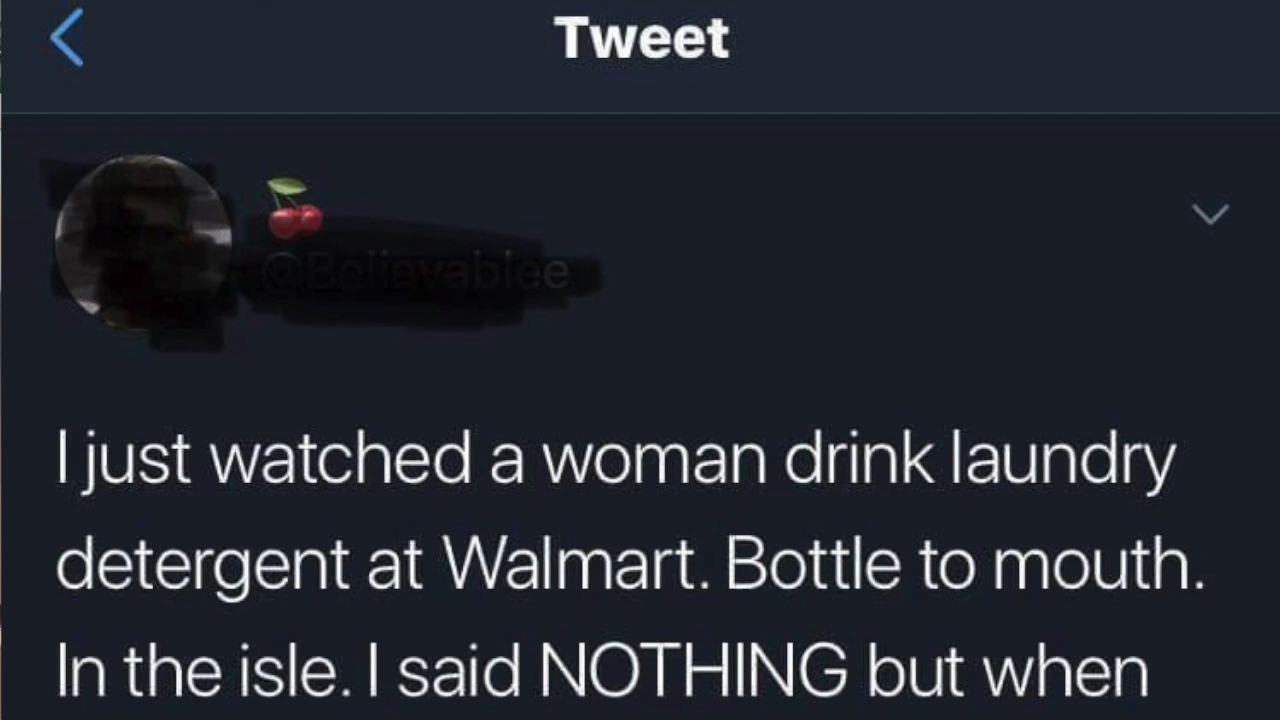 Tweet
@Believablee
I just watched a woman drink laundry
detergent at Walmart. Bottle to mouth.
In the isle. I said NOTHING but when